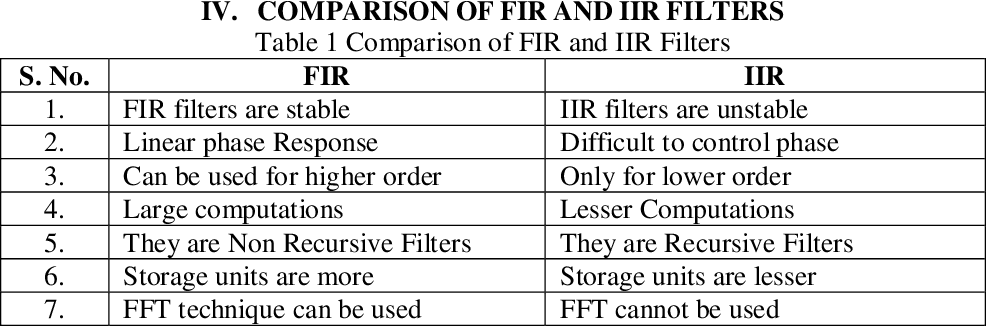 IV. COMPARISON OF FIR AND IIR FILTERS
Table 1 Comparison of FIR and IIR Filters
S. No. FIR IIR
1. FIR filters are stable IIR filters are unstable
2. Linear phase Response Difficult to control phase
3. Can be used for higher order Only for lower order
4. Large computations Lesser Computations
5. They are Non Recursive Filters They are Recursive Filters
6. Storage units are more Storage units are lesser
7. FFT technique can be used FFT cannot be used